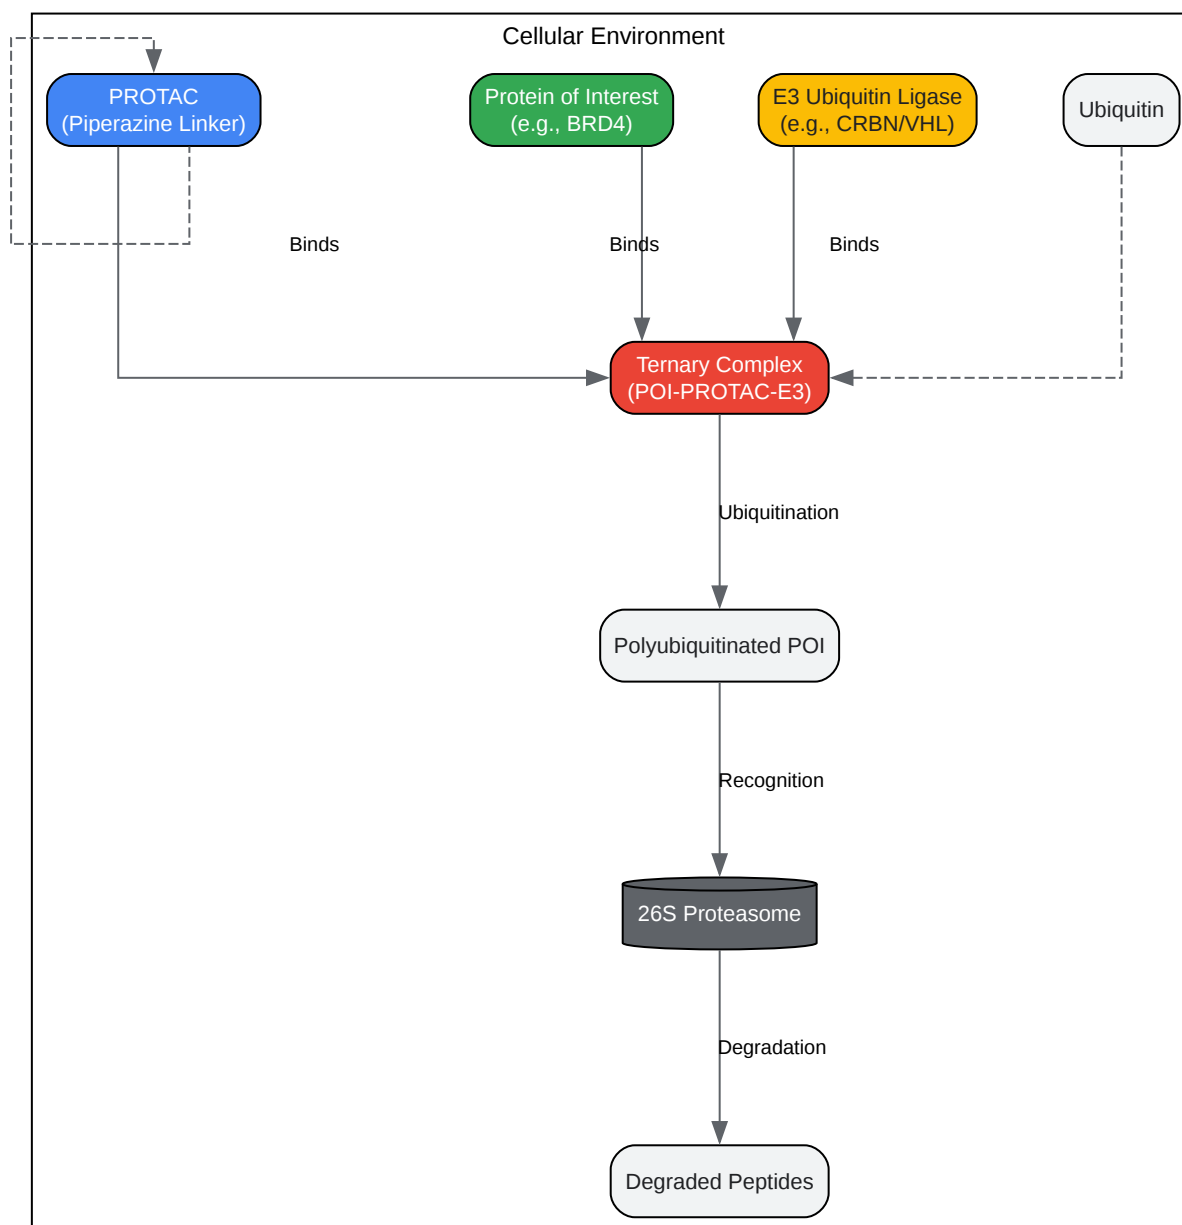 Cellular Environment
PROTAC
(Piperazine Linker)
Protein of Interest
(e.g., BRD4)
E3 Ubiquitin Ligase
(e.g., CRBN/VHL)
Ubiquitin
Binds
Binds
Binds
Ternary Complex
(POI-PROTAC-E3)
Ubiquitination
Polyubiquitinated POI
Recognition
26S Proteasome
Degradation
Degraded Peptides